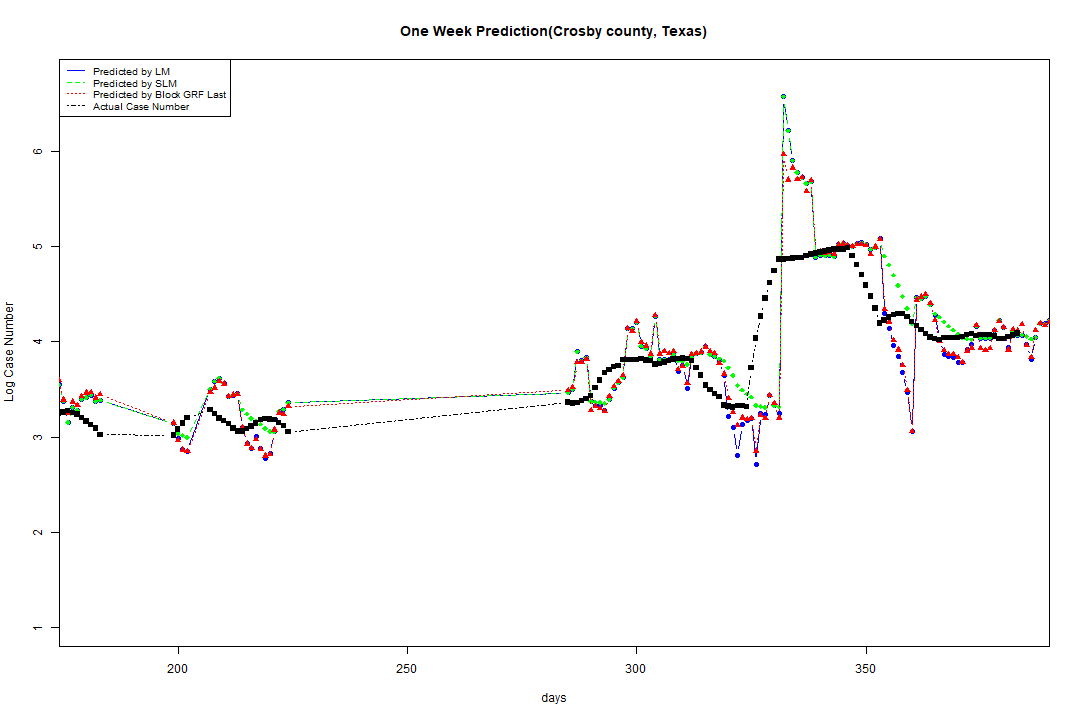 One Week Prediction(Crosby county, Texas)
Predicted by LM
Predicted by SLM
Predicted by Block GRF Last
Actual Case Number
Log Case Number
6
5
4
3
2
1
200
250
300
350
days